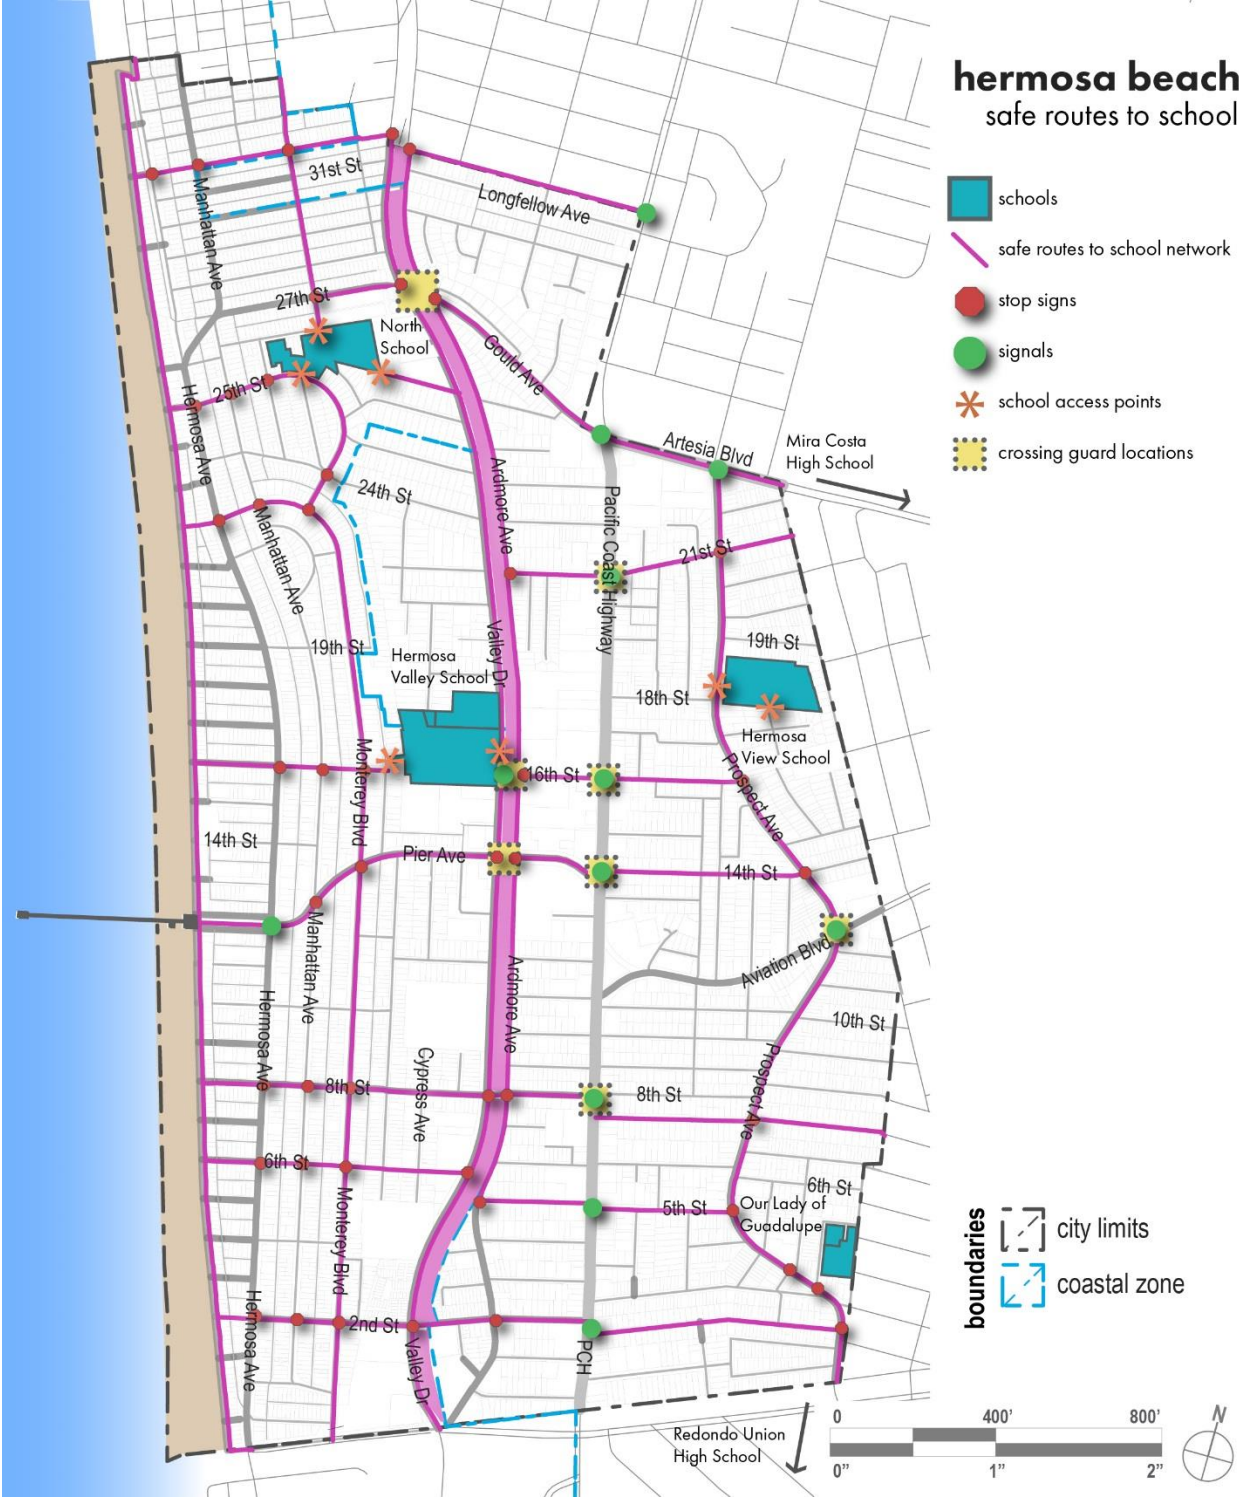 hermosa beach
safe routes to school
schools
safe routes to school network
stop signs
signals
school access points
crossing guard locations
31st St
Longfellow Ave
Manhattan Ave
27th St
North
School
Gould Ave
25th St
Hermosa Ave
Artesia Blvd
Mira Costa
High School
24th St
Ardmore Ave
Pacific Coast Highway
Manhattan Ave
21st St
19th St
Hermosa
Valley School
Valley Dr
19th St
18th St
Hermosa
View School
Monterey Blvd
16th St
Prospect Ave
14th St
Pier Ave
14th St
Manhattan Ave
Aviation Blvd
Ardmore Ave
Hermosa Ave
10th St
Cypress Ave
Prospect Ave
8th St
8th St
6th St
6th St
Monterey Blvd
5th St
Our Lady of
Guadalupe
boundaries
city limits
coastal zone
Hermosa Ave
2nd St
Valley Dr
PCH
Redondo Union
High School
0 400' 800'
0" 1" 2"
N